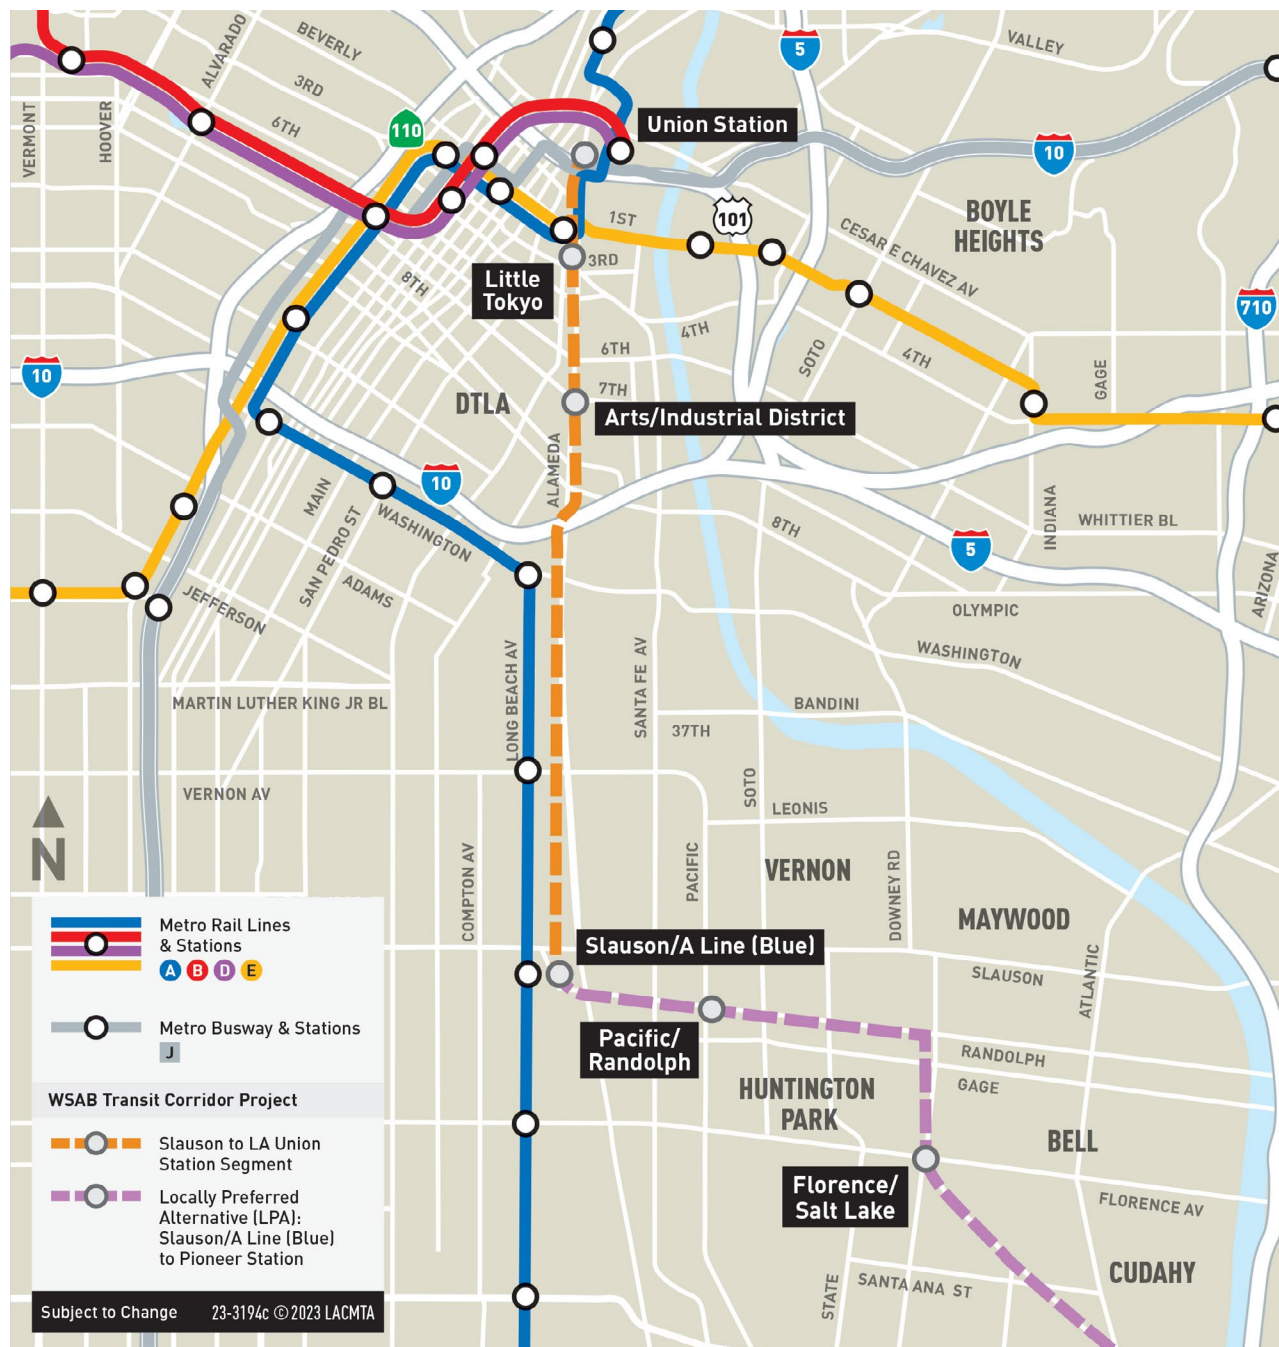 BEVERLY
ALVARADO
3RD
6TH
VERMONT
HOOVER
110
5
VALLEY
Union Station
10
BOYLE
HEIGHTS
101
1ST
CESAR E CHAVEZ AV
3RD
Little
Tokyo
8TH
4TH
710
6TH
SOTO
4TH
GAGE
10
7TH
DTLA
Arts/Industrial District
ALAMEDA
10
MAIN
SAN PEDRO ST
WASHINGTON
8TH
INDIANA
WHITTIER BL
5
ADAMS
JEFFERSON
OLYMPIC
ARIZONA
WASHINGTON
LONG BEACH AV
SANTA FE AV
MARTIN LUTHER KING JR BL
BANDINI
37TH
VERNON AV
SOTO
LEONIS
N
COMPTON AV
PACIFIC
VERNON
DOWNEY RD
MAYWOOD
Slauson/A Line (Blue)
SLAUSON
ATLANTIC
Pacific/
Randolph
RANDOLPH
GAGE
HUNTINGTON
PARK
BELL
Florence/
Salt Lake
FLORENCE AV
CUDAHY
SANTA ANA ST
STATE
Metro Rail Lines
& Stations
A B D E
Metro Busway & Stations
J
WSAB Transit Corridor Project
Slauson to LA Union
Station Segment
Locally Preferred
Alternative (LPA):
Slauson/A Line (Blue)
to Pioneer Station
Subject to Change 23-3194c ©2023 LACMTA